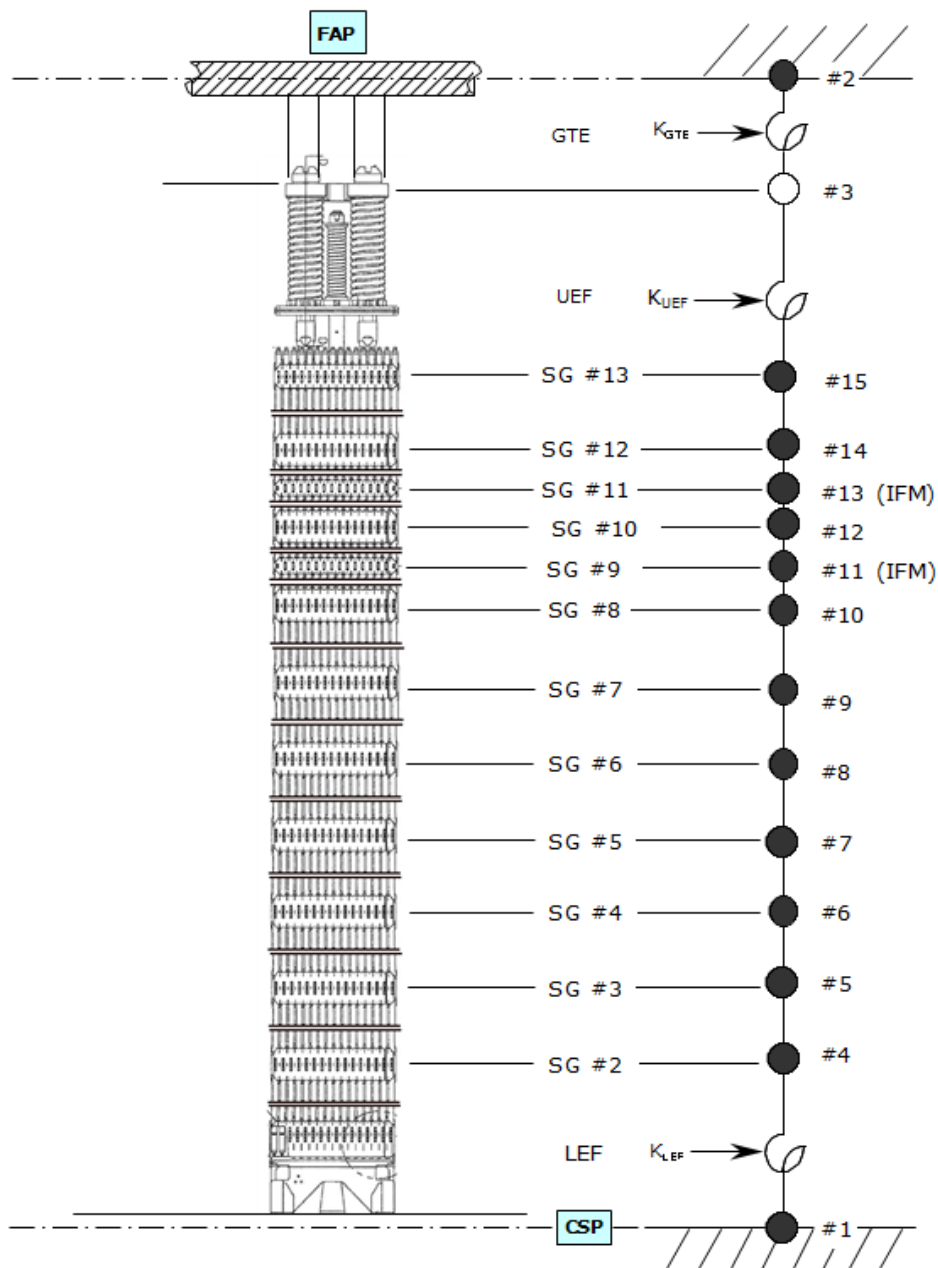 FAP
#2
GTE K_GTE
#3
UEF K_UEF
SG #13 #15
SG #12 #14
SG #11 #13 (IFM)
SG #10 #12
SG #9 #11 (IFM)
SG #8 #10
SG #7 #9
SG #6 #8
SG #5 #7
SG #4 #6
SG #3 #5
SG #2 #4
LEF K_LEF
CSP #1